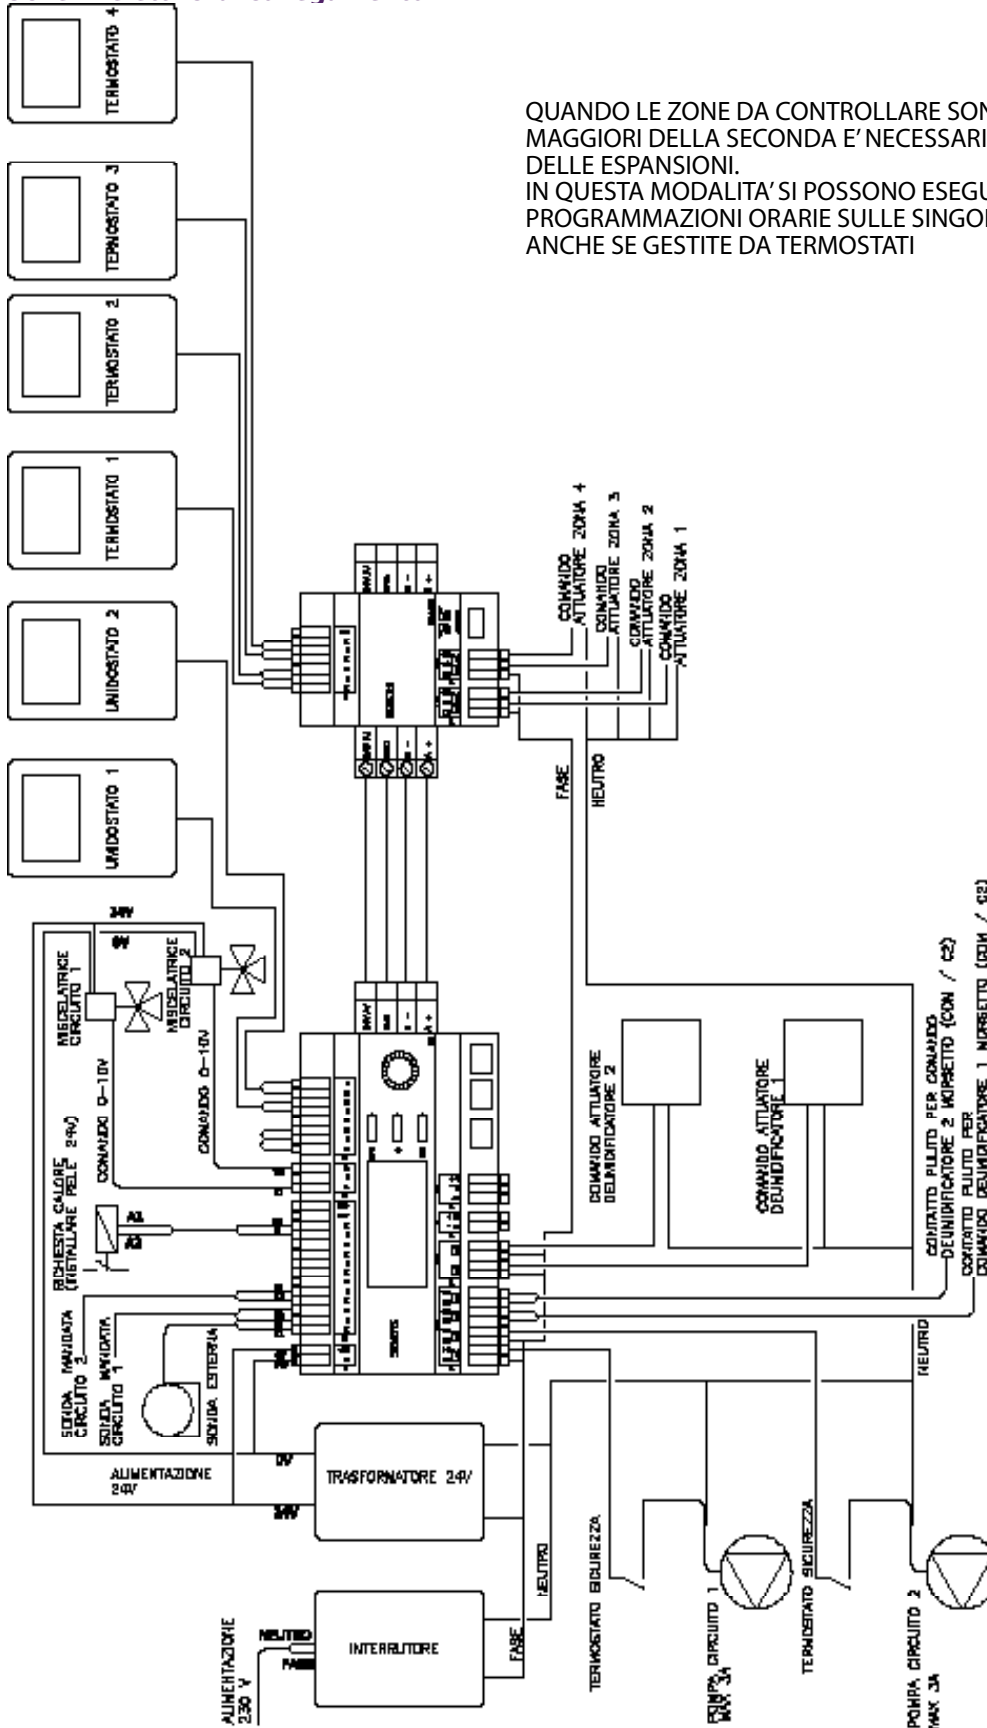 QUANDO LE ZONE DA CONTROLLARE SON
MAGGIORI DELLA SECONDA E' NECESSARI
DELLE ESPANSIONI.
IN QUESTA MODALITA' SI POSSONO ESEGU
PROGRAMMAZIONI ORARIE SULLE SINGOL
ANCHE SE GESTITE DA TERMOSTATI
TERMOSTATO 4
TERMOSTATO 3
TERMOSTATO 2
TERMOSTATO 1
UMIDOSTATO 2
UMIDOSTATO 1
COMANDO
ATTUATORE ZONA 4
COMANDO
ATTUATORE ZONA 3
COMANDO
ATTUATORE ZONA 2
COMANDO
ATTUATORE ZONA 1
FASE
NEUTRO
24V
0V
MISCELATRICE
CIRCUITO 1
MISCELATRICE
CIRCUITO 2
COMANDO 0-10V
COMANDO 0-10V
RICHIESTA CALORE
(INSTALLARE RELE' 24V)
A1
A2
SONDA MANDATA
CIRCUITO 2
SONDA MANDATA
CIRCUITO 1
SONDA ESTERNA
COMANDO ATTUATORE
DEUMIDIFICATORE 2
COMANDO ATTUATORE
DEUMIDIFICATORE 1
CONTATTO PULITO PER COMANDO
DEUMIDIFICATORE 2 MORSETTO (COM / C2)
CONTATTO PULITO PER
COMANDO DEUMIDIFICATORE 1 MORSETTO (COM / C2)
NEUTRO
ALIMENTAZIONE
24V
0V
24V
TRASFORMATORE 24V
INTERRUTORE
ALIMENTAZIONE
230 V
NEUTRO
FASE
FASE
NEUTRO
TERMOSTATO SICUREZZA
POMPA CIRCUITO 1
MAX 3A
TERMOSTATO SICUREZZA
POMPA CIRCUITO 2
MAX 3A